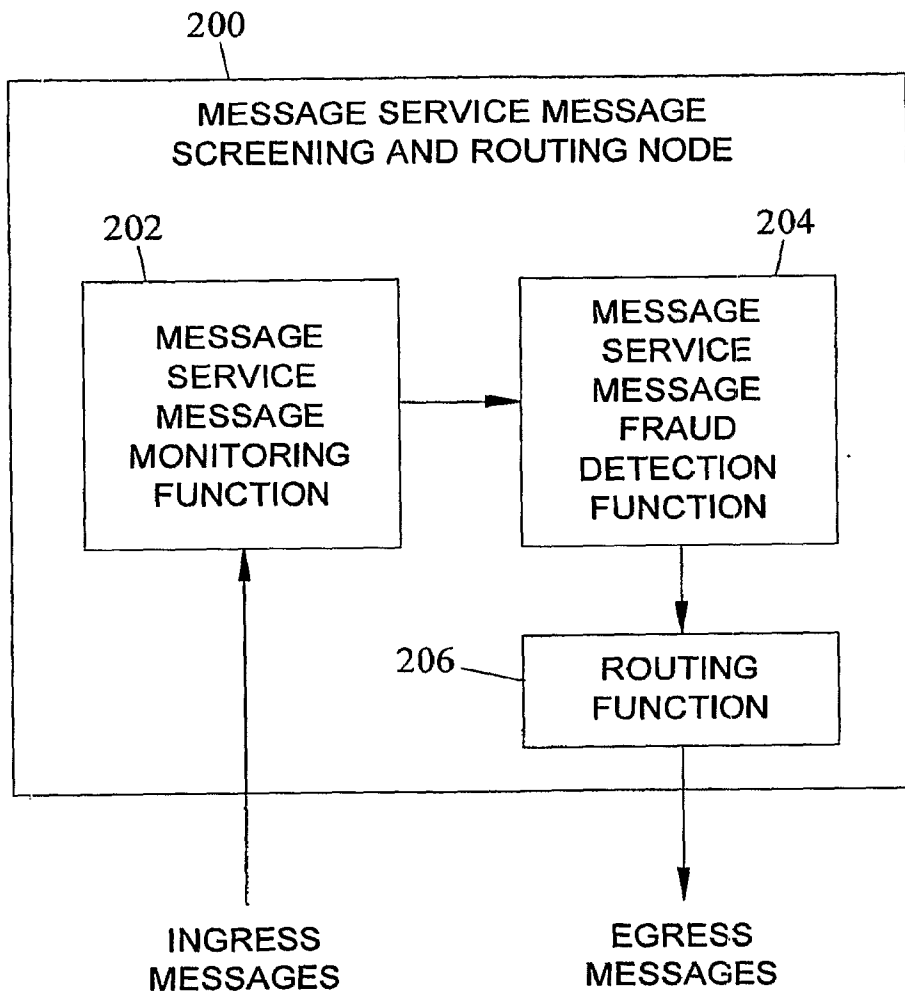 200
MESSAGE SERVICE MESSAGE
SCREENING AND ROUTING NODE
202
MESSAGE
SERVICE
MESSAGE
MONITORING
FUNCTION
204
MESSAGE
SERVICE
MESSAGE
FRAUD
DETECTION
FUNCTION
206
ROUTING
FUNCTION
INGRESS
MESSAGES
EGRESS
MESSAGES